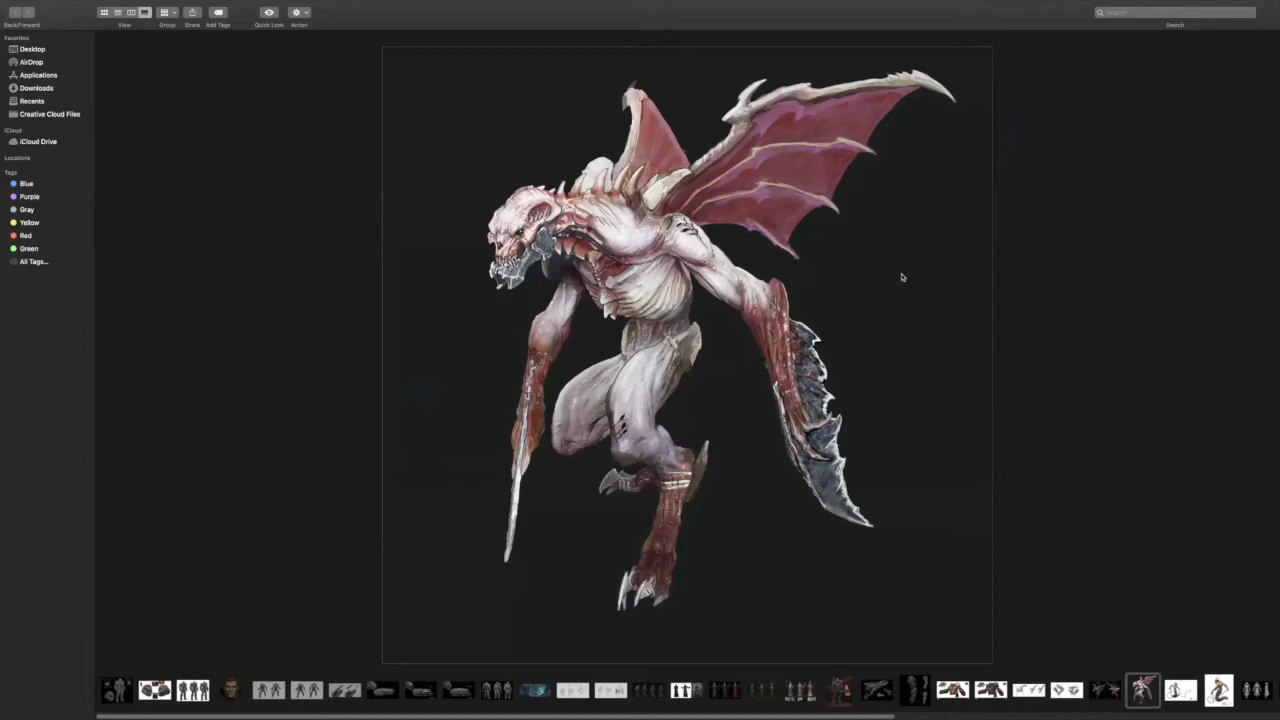 Back/Forward
View
Group
Share
Add Tags
Quick Look
Action
Search
Search
Favorites
Desktop
AirDrop
Applications
Downloads
Recents
Creative Cloud Files
iCloud
iCloud Drive
Locations
Tags
Blue
Purple
Gray
Yellow
Red
Green
All Tags...